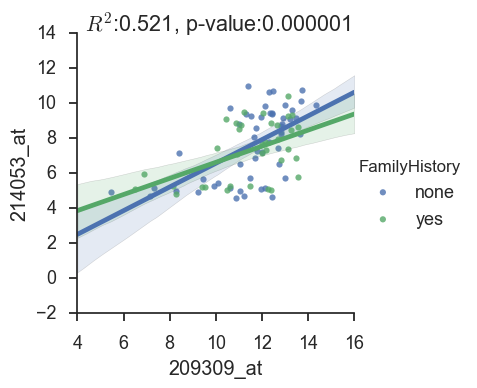 R²:0.521, p-value:0.000001
14
12
10
8
6
4
2
0
−2
214053_at
4 6 8 10 12 14 16
209309_at
FamilyHistory
none
yes